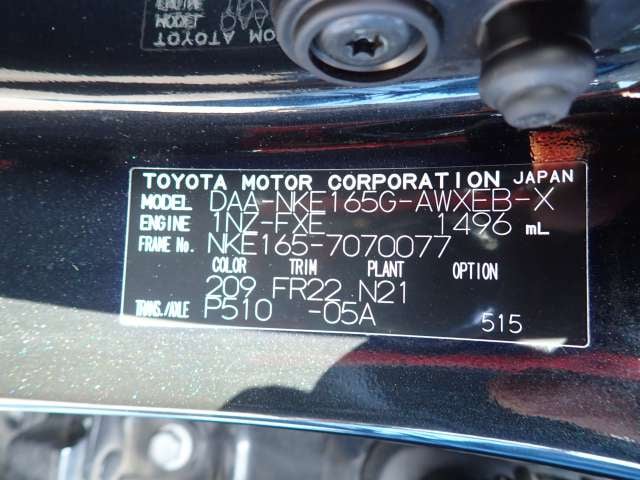 TOYOTA MOTOR CORPORATION JAPAN
MODEL DAA-NKE165G-AWXEB-X
ENGINE 1NZ-FXE 1496 mL
FRAME No. NKE165-7070077
COLOR TRIM PLANT OPTION
209 FR22 N21
TRANS./AXLE P510 -05A 515